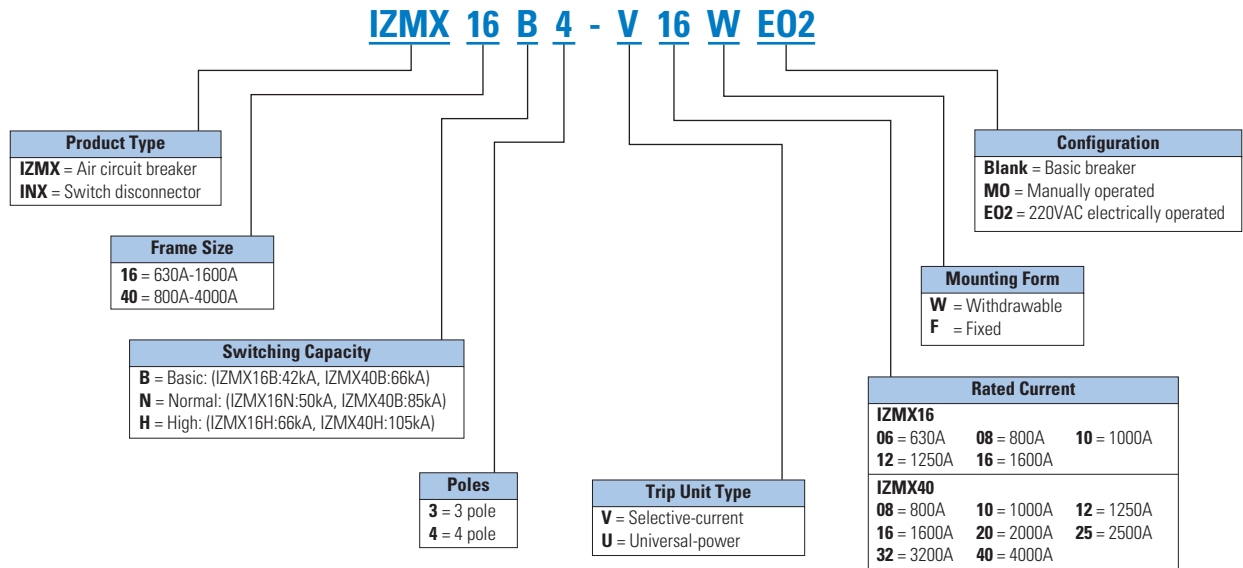 IZMX 16 B 4 - V 16 W EO2
Product Type
IZMX = Air circuit breaker
INX = Switch disconnector
Frame Size
16 = 630A-1600A
40 = 800A-4000A
Switching Capacity
B = Basic: (IZMX16B:42kA, IZMX40B:66kA)
N = Normal: (IZMX16N:50kA, IZMX40B:85kA)
H = High: (IZMX16H:66kA, IZMX40H:105kA)
Poles
3 = 3 pole
4 = 4 pole
Trip Unit Type
V = Selective-current
U = Universal-power
Rated Current
IZMX16
06 = 630A 08 = 800A 10 = 1000A
12 = 1250A 16 = 1600A
IZMX40
08 = 800A 10 = 1000A 12 = 1250A
16 = 1600A 20 = 2000A 25 = 2500A
32 = 3200A 40 = 4000A
Mounting Form
W = Withdrawable
F = Fixed
Configuration
Blank = Basic breaker
MO = Manually operated
EO2 = 220VAC electrically operated